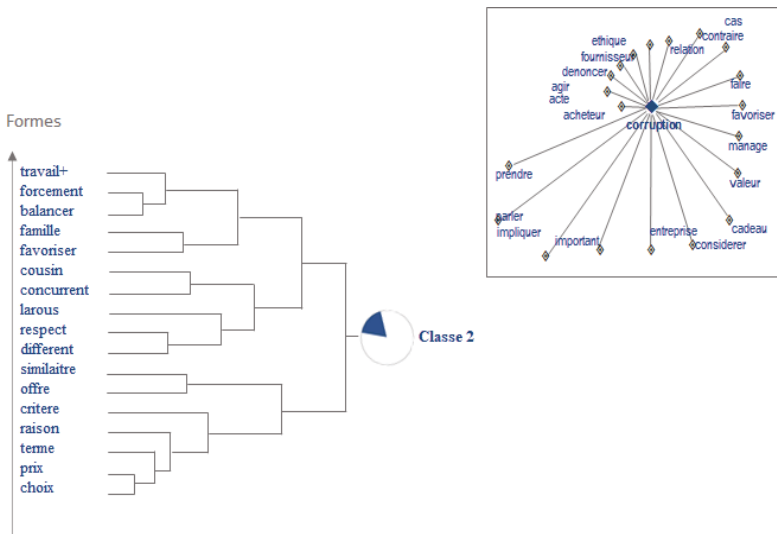 Formes
travail+
forcement
balancer
famille
favoriser
cousin
concurrent
larous
respect
different
similaitre
offre
critere
raison
terme
prix
choix
Classe 2
cas
contraire
ethique
relation
fournisseur
denoncer
faire
agir
acte
favoriser
acheteur
corruption
manage
prendre
valeur
parler
impliquer
cadeau
important
entreprise
considerer